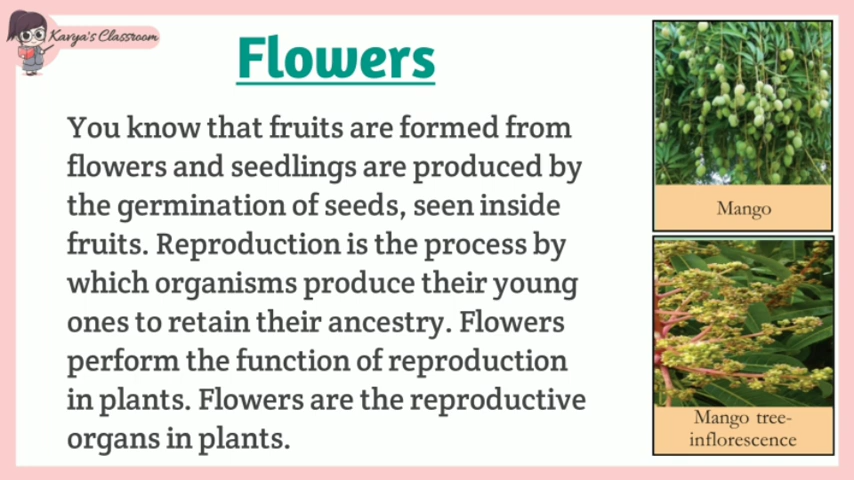 Kavya's Classroom
Flowers
You know that fruits are formed from
flowers and seedlings are produced by
the germination of seeds, seen inside
fruits. Reproduction is the process by
which organisms produce their young
ones to retain their ancestry. Flowers
perform the function of reproduction
in plants. Flowers are the reproductive
organs in plants.
Mango
Mango tree-
inflorescence